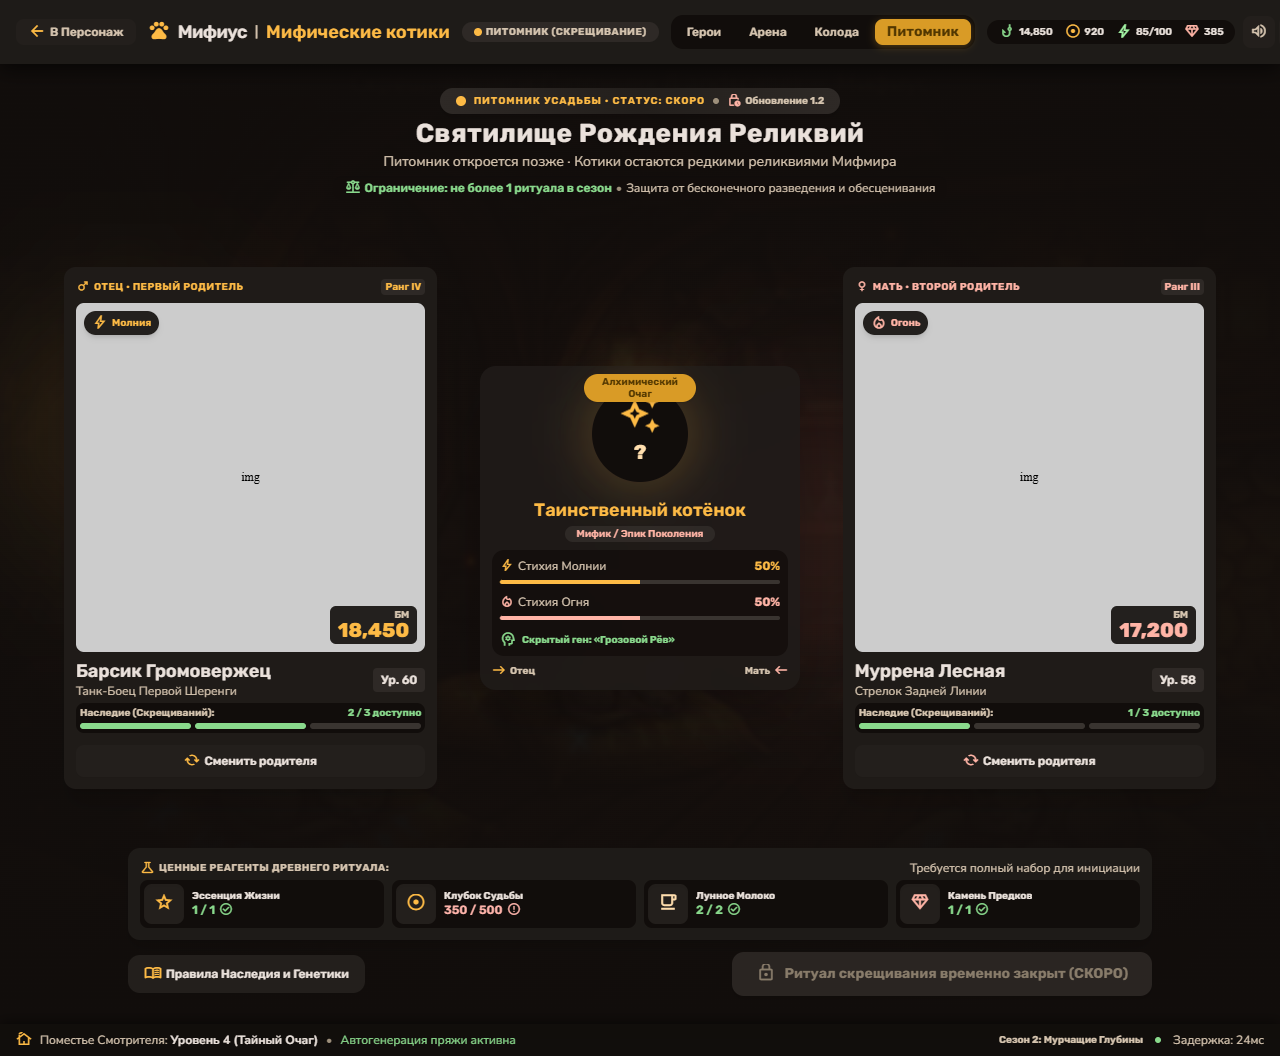 В Персонаж
Мифиус | Мифические котики
ПИТОМНИК (СКРЕЩИВАНИЕ)
Герои
Арена
Колода
Питомник
14,850
920
85/100
385
ПИТОМНИК УСАДЬБЫ • СТАТУС: СКОРО
Обновление 1.2
Святилище Рождения Реликвий
Питомник откроется позже · Котики остаются редкими реликвиями Мифмира
Ограничение: не более 1 ритуала в сезон • Защита от бесконечного разведения и обесценивания
ОТЕЦ • ПЕРВЫЙ РОДИТЕЛЬ
Ранг IV
Молния
img
БМ
18,450
Барсик Громовержец
Танк-Боец Первой Шеренги
Ур. 60
Наследие (Скрещиваний):
2 / 3 доступно
Сменить родителя
Алхимический
Очаг
?
Таинственный котёнок
Мифик / Эпик Поколения
Стихия Молнии
50%
Стихия Огня
50%
Скрытый ген: «Грозовой Рёв»
Отец
Мать
МАТЬ • ВТОРОЙ РОДИТЕЛЬ
Ранг III
Огонь
img
БМ
17,200
Муррена Лесная
Стрелок Задней Линии
Ур. 58
Наследие (Скрещиваний):
1 / 3 доступно
Сменить родителя
ЦЕННЫЕ РЕАГЕНТЫ ДРЕВНЕГО РИТУАЛА:
Требуется полный набор для инициации
Эссенция Жизни
1 / 1
Клубок Судьбы
350 / 500
Лунное Молоко
2 / 2
Камень Предков
1 / 1
Правила Наследия и Генетики
Ритуал скрещивания временно закрыт (СКОРО)
Поместье Смотрителя: Уровень 4 (Тайный Очаг) • Автогенерация пряжи активна
Сезон 2: Мурчащие Глубины
Задержка: 24мс